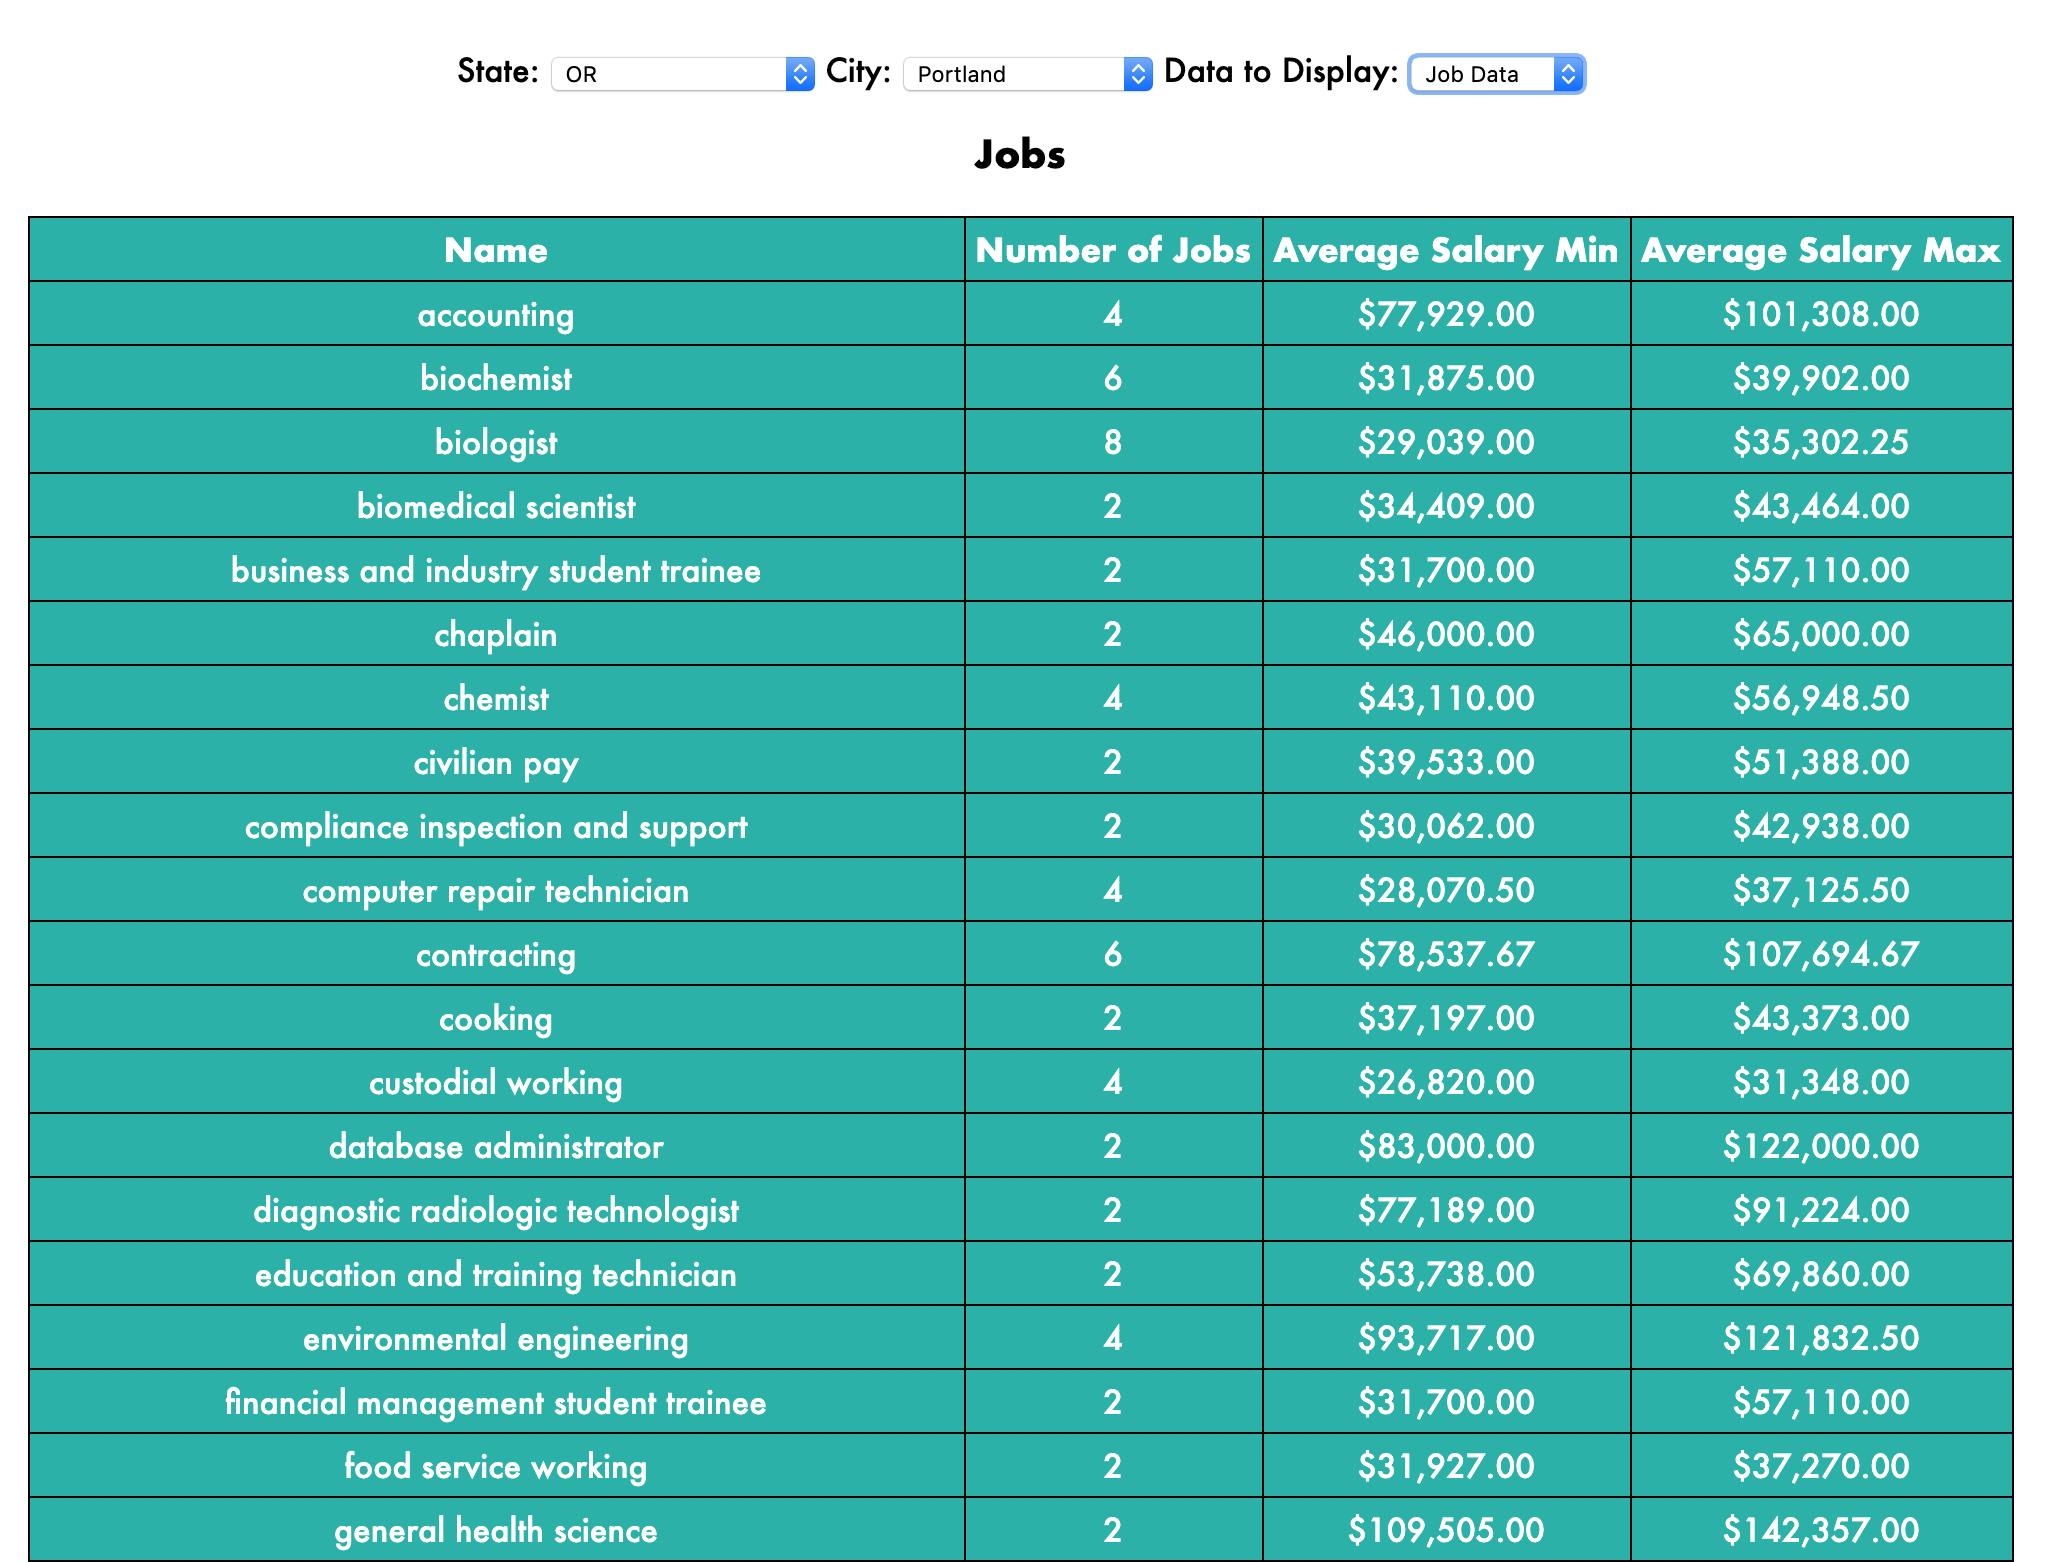 State: OR City: Portland Data to Display: Job Data
Jobs
Name Number of Jobs Average Salary Min Average Salary Max
accounting 4 $77,929.00 $101,308.00
biochemist 6 $31,875.00 $39,902.00
biologist 8 $29,039.00 $35,302.25
biomedical scientist 2 $34,409.00 $43,464.00
business and industry student trainee 2 $31,700.00 $57,110.00
chaplain 2 $46,000.00 $65,000.00
chemist 4 $43,110.00 $56,948.50
civilian pay 2 $39,533.00 $51,388.00
compliance inspection and support 2 $30,062.00 $42,938.00
computer repair technician 4 $28,070.50 $37,125.50
contracting 6 $78,537.67 $107,694.67
cooking 2 $37,197.00 $43,373.00
custodial working 4 $26,820.00 $31,348.00
database administrator 2 $83,000.00 $122,000.00
diagnostic radiologic technologist 2 $77,189.00 $91,224.00
education and training technician 2 $53,738.00 $69,860.00
environmental engineering 4 $93,717.00 $121,832.50
financial management student trainee 2 $31,700.00 $57,110.00
food service working 2 $31,927.00 $37,270.00
general health science 2 $109,505.00 $142,357.00